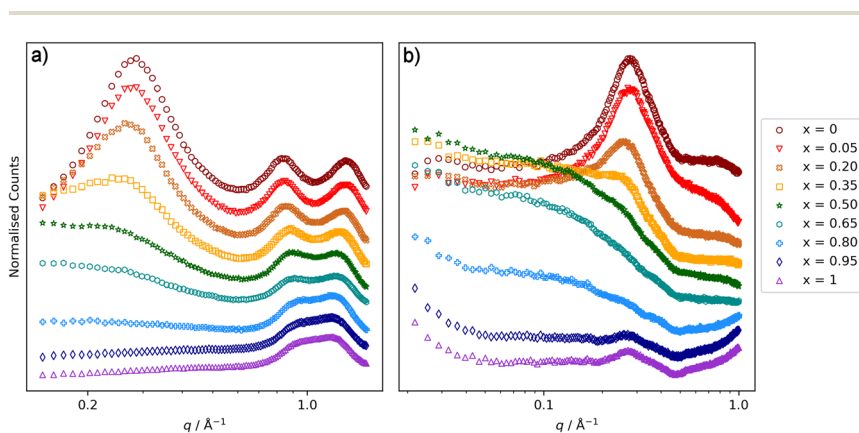 a)
b)
Normalised Counts
0.2
1.0
q / Å⁻¹
0.1
1.0
q / Å⁻¹
x = 0
x = 0.05
x = 0.20
x = 0.35
x = 0.50
x = 0.65
x = 0.80
x = 0.95
x = 1